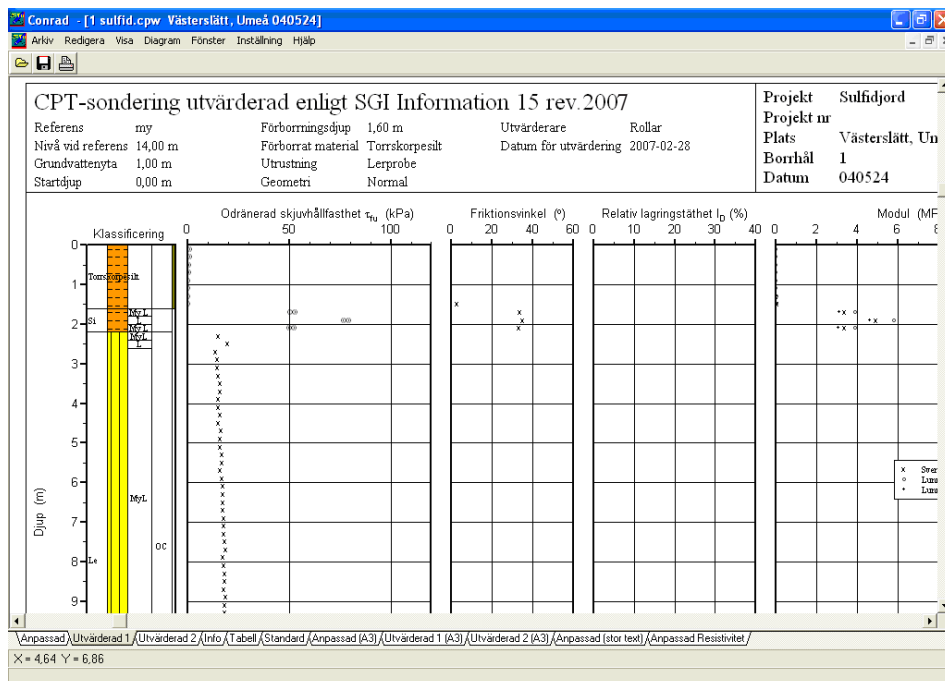 Conrad - [1 sulfid.cpw Västerslätt, Umeå 040524]
Arkiv Redigera Visa Diagram Fönster Inställning Hjälp
CPT-sondering utvärderad enligt SGI Information 15 rev.2007
Referens my
Nivå vid referens 14,00 m
Grundvattenyta 1,00 m
Startdjup 0,00 m
Förborrningsdjup 1,60 m
Förborrat material Torrskorpesilt
Utrustning Lerprobe
Geometri Normal
Utvärderare Rollar
Datum för utvärdering 2007-02-28
Projekt Sulfidjord
Projekt nr
Plats Västerslätt, Um
Borrhål 1
Datum 040524
Klassificering
Odränerad skjuvhållfasthet τfu (kPa)
0 50 100
Friktionsvinkel (º)
0 20 40 60
Relativ lagringstäthet ID (%)
0 10 20 30 40
Modul (MF
0 2 4 6 8
Djup (m)
0
1
2
3
4
5
6
7
8
9
Torrskorpesilt
Si
MyL
L
MyL
MyL
L
MyL
OC
Le
x Sver
o Lun
• Lun
Anpassad Utvärderad 1 Utvärderad 2 Info Tabell Standard Anpassad (A3) Utvärderad 1 (A3) Utvärderad 2 (A3) Anpassad (stor text) Anpassad Resistivitet
X = 4,64 Y = 6,86